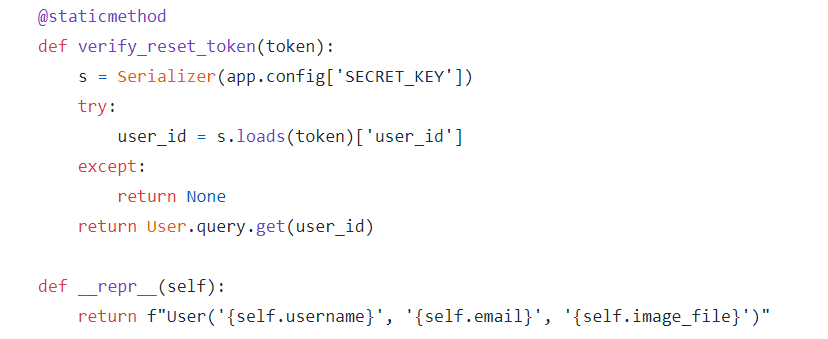 @staticmethod
def verify_reset_token(token):
    s = Serializer(app.config['SECRET_KEY'])
    try:
        user_id = s.loads(token)['user_id']
    except:
        return None
    return User.query.get(user_id)

def __repr__(self):
    return f"User('{self.username}', '{self.email}', '{self.image_file}')"